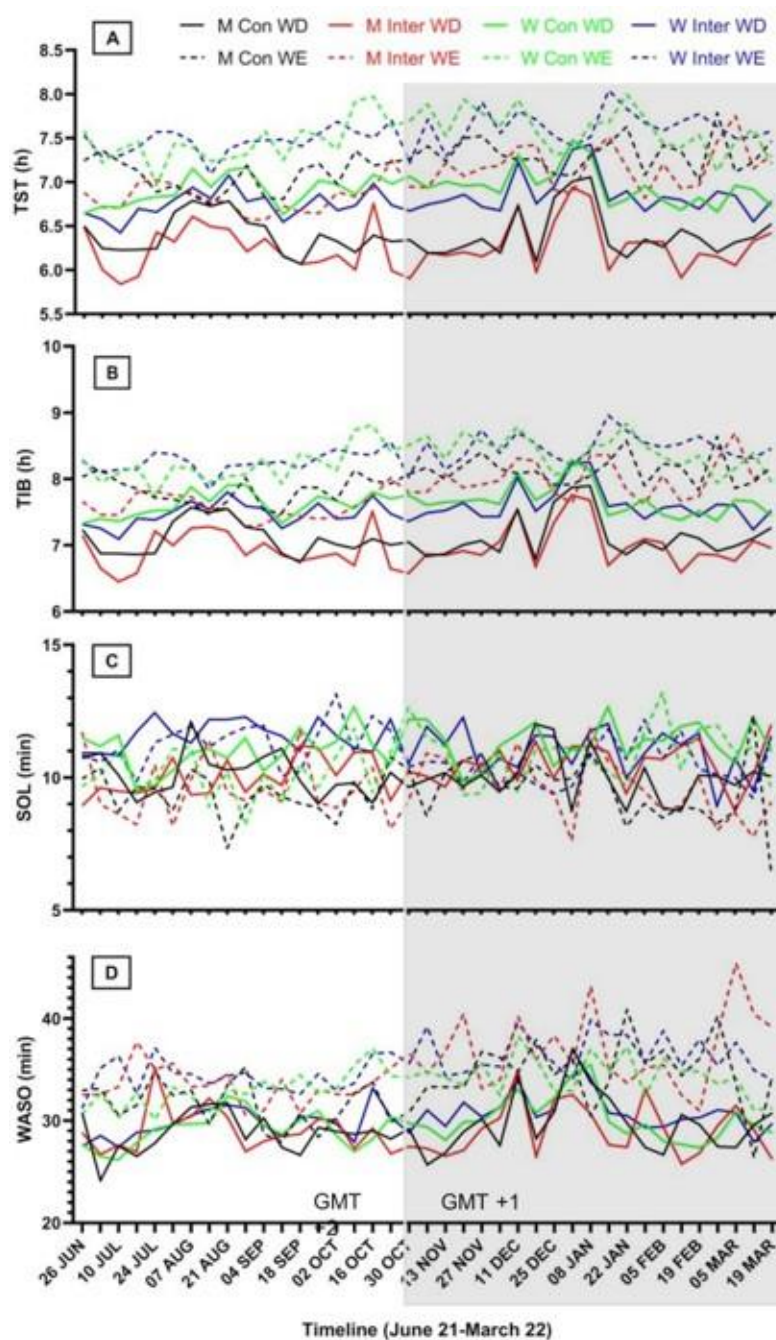 M Con WD M Inter WD W Con WD W Inter WD
M Con WE M Inter WE W Con WE W Inter WE
A
TST (h)
8.0
7.5
7.0
6.5
6.0
5.5
B
TIB (h)
10
9
8
7
6
C
SOL (min)
15
10
5
D
WASO (min)
40
30
20
GMT
GMT +1
26 JUN
10 JUL
24 JUL
07 AUG
21 AUG
04 SEP
18 SEP
02 OCT
16 OCT
30 OCT
13 NOV
27 NOV
11 DEC
25 DEC
08 JAN
22 JAN
05 FEB
19 FEB
05 MAR
19 MAR
Timeline (June 21-March 22)